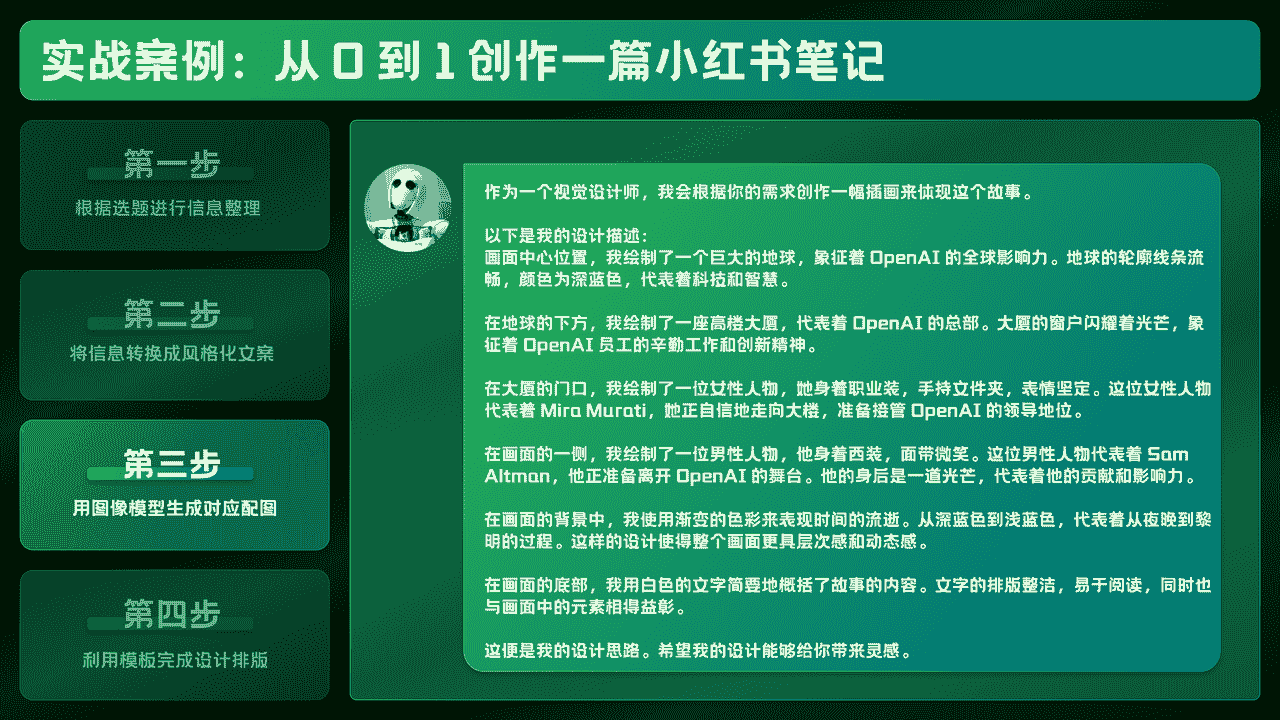 实战案例：从 0 到 1 创作一篇小红书笔记
第一步
根据选题进行信息整理
第二步
将信息转换成风格化文案
第三步
用图像模型生成对应配图
第四步
利用模板完成设计排版
作为一个视觉设计师，我会根据你的需求创作一幅插画来体现这个故事。
以下是我的设计描述：
画面中心位置，我绘制了一个巨大的地球，象征着 OpenAI 的全球影响力。地球的轮廓线条流
畅，颜色为深蓝色，代表着科技和智慧。
在地球的下方，我绘制了一座高楼大厦，代表着 OpenAI 的总部。大厦的窗户闪耀着光芒，象
征着 OpenAI 员工的辛勤工作和创新精神。
在大厦的门口，我绘制了一位女性人物，她身着职业装，手持文件夹，表情坚定。这位女性人物
代表着 Mira Murati，她正自信地走向大楼，准备接管 OpenAI 的领导地位。
在画面的一侧，我绘制了一位男性人物，他身着西装，面带微笑。这位男性人物代表着 Sam
Altman，他正准备离开 OpenAI 的舞台。他的身后是一道光芒，代表着他的贡献和影响力。
在画面的背景中，我使用渐变的色彩来表现时间的流逝。从深蓝色到浅蓝色，代表着从夜晚到黎
明的过程。这样的设计使得整个画面更具层次感和动态感。
在画面的底部，我用白色的文字简要地概括了故事的内容。文字的排版整洁，易于阅读，同时也
与画面中的元素相得益彰。
这便是我的设计思路。希望我的设计能够给你带来灵感。